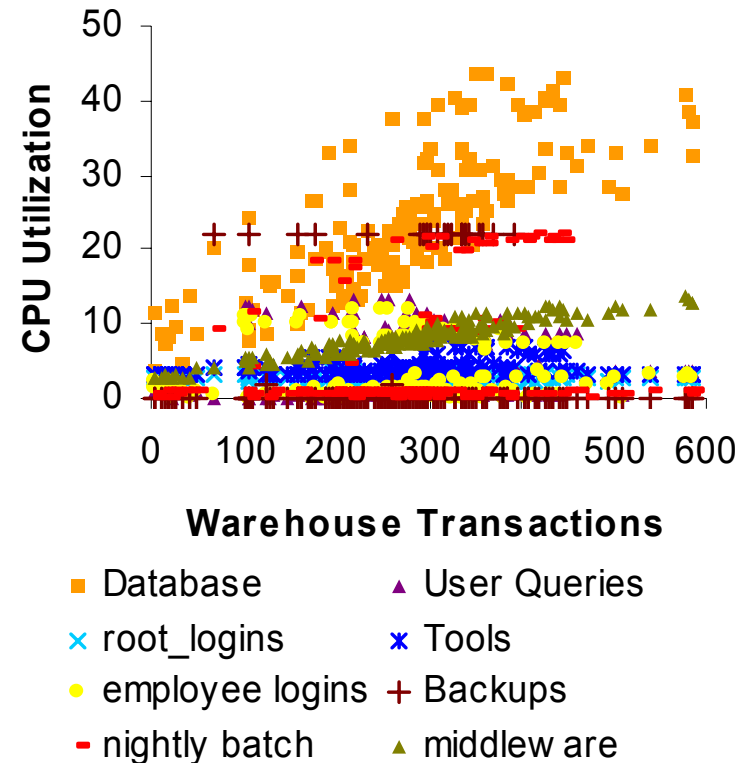 50
40
30
20
10
0
CPU Utilization
0 100 200 300 400 500 600
Warehouse Transactions
Database User Queries
root_logins Tools
employee logins Backups
nightly batch middlew are